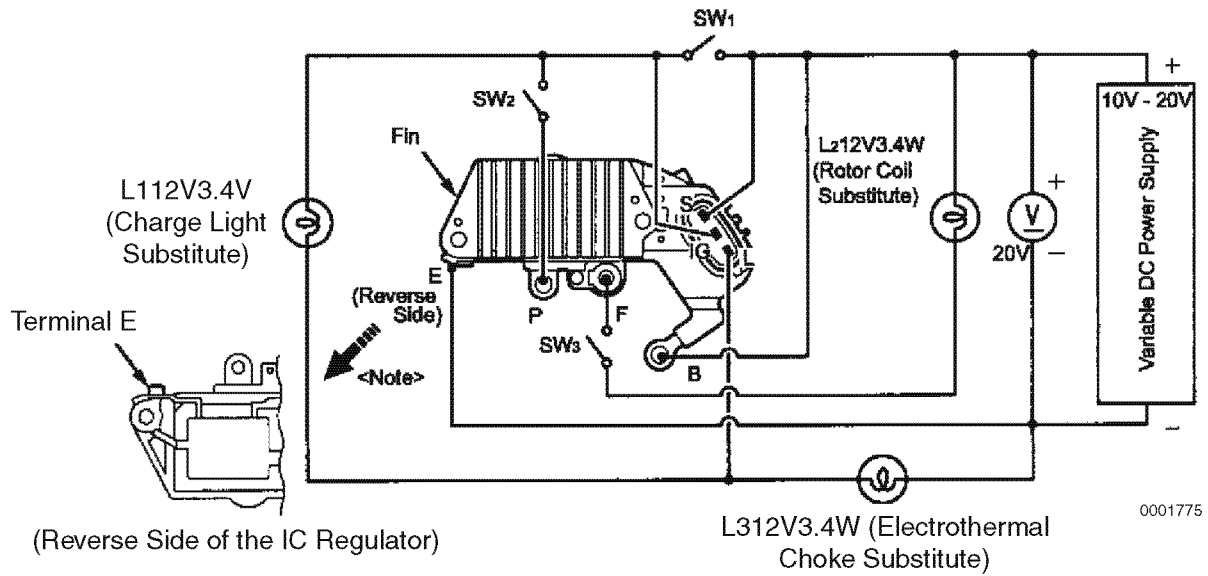 SW1
+
10V - 20V
SW2
Fin
L212V3.4W
(Rotor Coil
Substitute)
Variable DC Power Supply
L112V3.4V
(Charge Light
Substitute)
S
L
+
V
20V
−
E
(Reverse
Side)
P
F
Terminal E
SW3
B
<Note>
−
0001775
L312V3.4W (Electrothermal
Choke Substitute)
(Reverse Side of the IC Regulator)